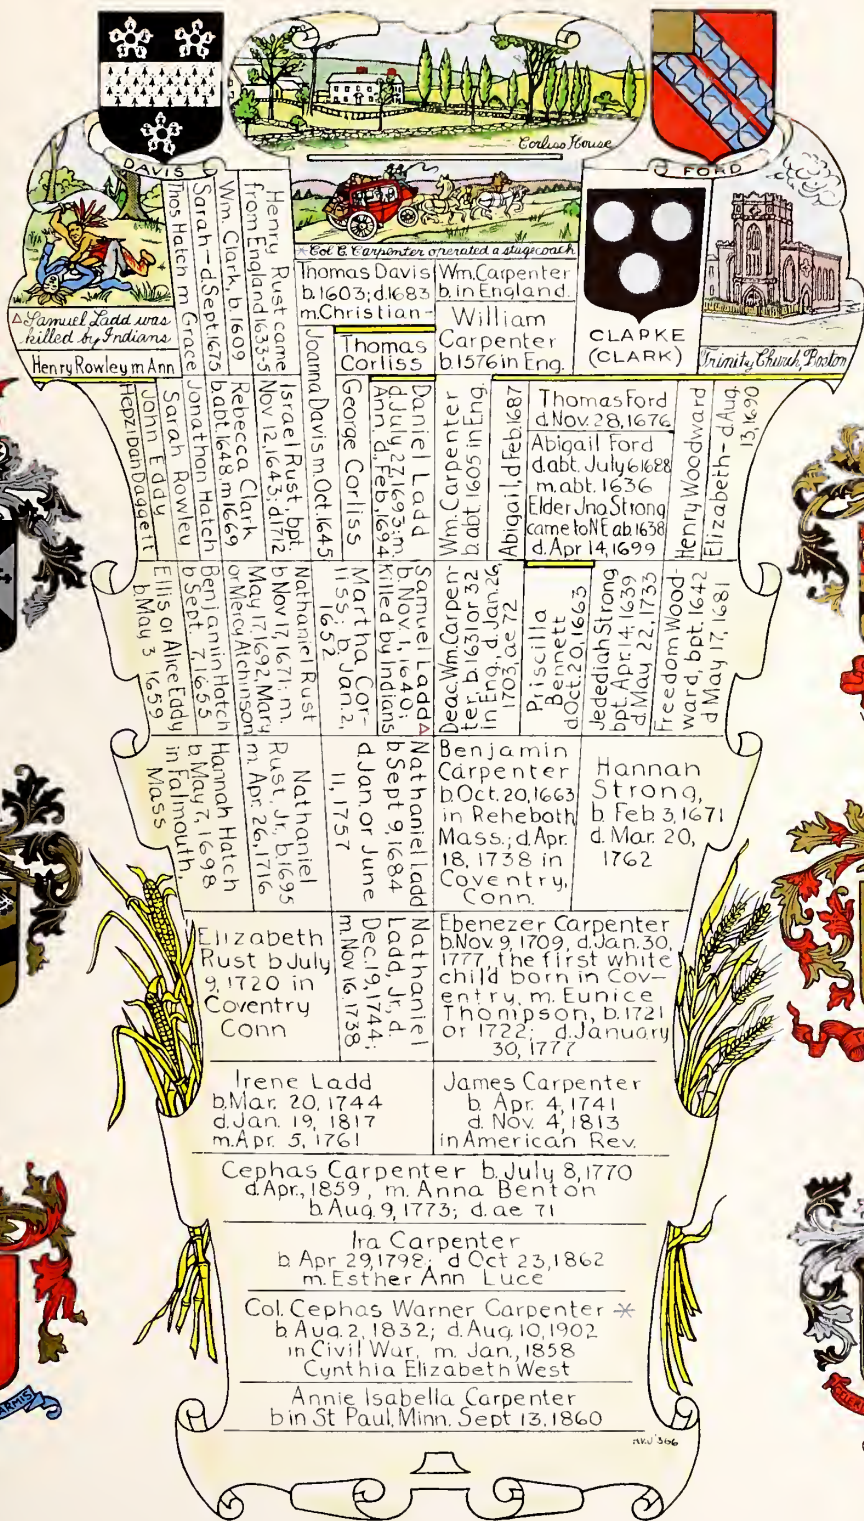 DAVIS
Corliss House
FORD
*Col C. Carpenter operated a stagecoach
△Samuel Ladd was
killed by Indians
Henry Rowley m Ann
Thos Hatch m Grace
Sarah - d. Sept. 1675
Wm. Clark, b. 1609
Henry Rust came
from England 1633-5
Thomas Davis
b. 1603; d. 1683
m. Christian -
Wm. Carpenter
b. in England.
Thomas
Corliss
William
Carpenter
b. 1576 in Eng.
CLARKE
(CLARK)
Trinity Church, Boston
Hepzi Dan Daggett
John Eddy
Sarah Rowley
Jonathon Hatch
Rebecca Clark
b. abt. 1648 m 1669
Israel Rust, bpt.
Nov 12, 1643; d 1712
Joanna Davis m. Oct. 1645
George Corliss
Daniel Ladd
d July 27, 1693, m.
Ann d. Feb, 1694
Wm. Carpenter
b. abt 1605 in Eng.
Abigail, d Feb 1687
Thomas Ford
d Nov. 28, 1676
Abigail Ford
d abt. July 6 1688
m. abt. 1636
Elder Jno Strong
came to NE ab 1638
d. Apr 14, 1699
Henry Woodward
Elizabeth - d Aug.
13, 1690
Ellis or Alice Eddy
b May 3 1659
Benjamin Hatch
b Sept. 7, 1655
Nathaniel Rust
b Nov 17, 1671; m.
May 17 1692, Mary
or Mercy Atchinson
Martha Cor-
liss; b. Jan. 2,
1652
Samuel Ladd △
b Nov. 1, 1640;
killed by Indians
Deac. Wm. Carpen-
ter, b. 1631 or 32
in Eng, d Jan. 26,
1703, ae 72
Priscilla
Bennett
d Oct. 20, 1663
Jedediah Strong
bpt. Apr. 14, 1639
d May 22, 1733
Freedom Wood-
ward, bpt. 1642
d May 17, 1681
Hannah Hatch
b May 7, 1698
in Falmouth
Mass
Nathaniel
Rust, Jr., b. 1695
m. Apr. 26, 1716
Nathaniel Ladd
b Sept 9, 1684
d Jan. or June
11, 1757
Benjamin
Carpenter
b. Oct. 20, 1663
in Reheboth
Mass.; d. Apr.
18, 1738 in
Coventry,
Conn.
Hannah
Strong,
b. Feb 3, 1671
d. Mar. 20,
1762
Elizabeth
Rust b July
9, 1720 in
Coventry
Conn
Nathaniel
Ladd, Jr., d
Dec. 19, 1744;
m. Nov 16 1738
Ebenezer Carpenter
b. Nov. 9, 1709, d. Jan. 30,
1777, the first white
child born in Cov-
entry, m. Eunice
Thompson, b. 1721
or 1722; d. January
30, 1777
Irene Ladd
b. Mar. 20, 1744
d. Jan. 19, 1817
m. Apr. 5, 1761
James Carpenter
b. Apr. 4, 1741
d. Nov. 4, 1813
in American Rev.
Cephas Carpenter b. July 8, 1770
d. Apr., 1859, m. Anna Benton
b. Aug. 9, 1773; d. ae 71
Ira Carpenter
b. Apr 29, 1798; d Oct 23, 1862
m. Esther Ann Luce
Col. Cephas Warner Carpenter *
b. Aug. 2, 1832; d. Aug. 10, 1902
in Civil War, m. Jan., 1858
Cynthia Elizabeth West
Annie Isabella Carpenter
b in St Paul, Minn. Sept 13, 1860
ARMIS